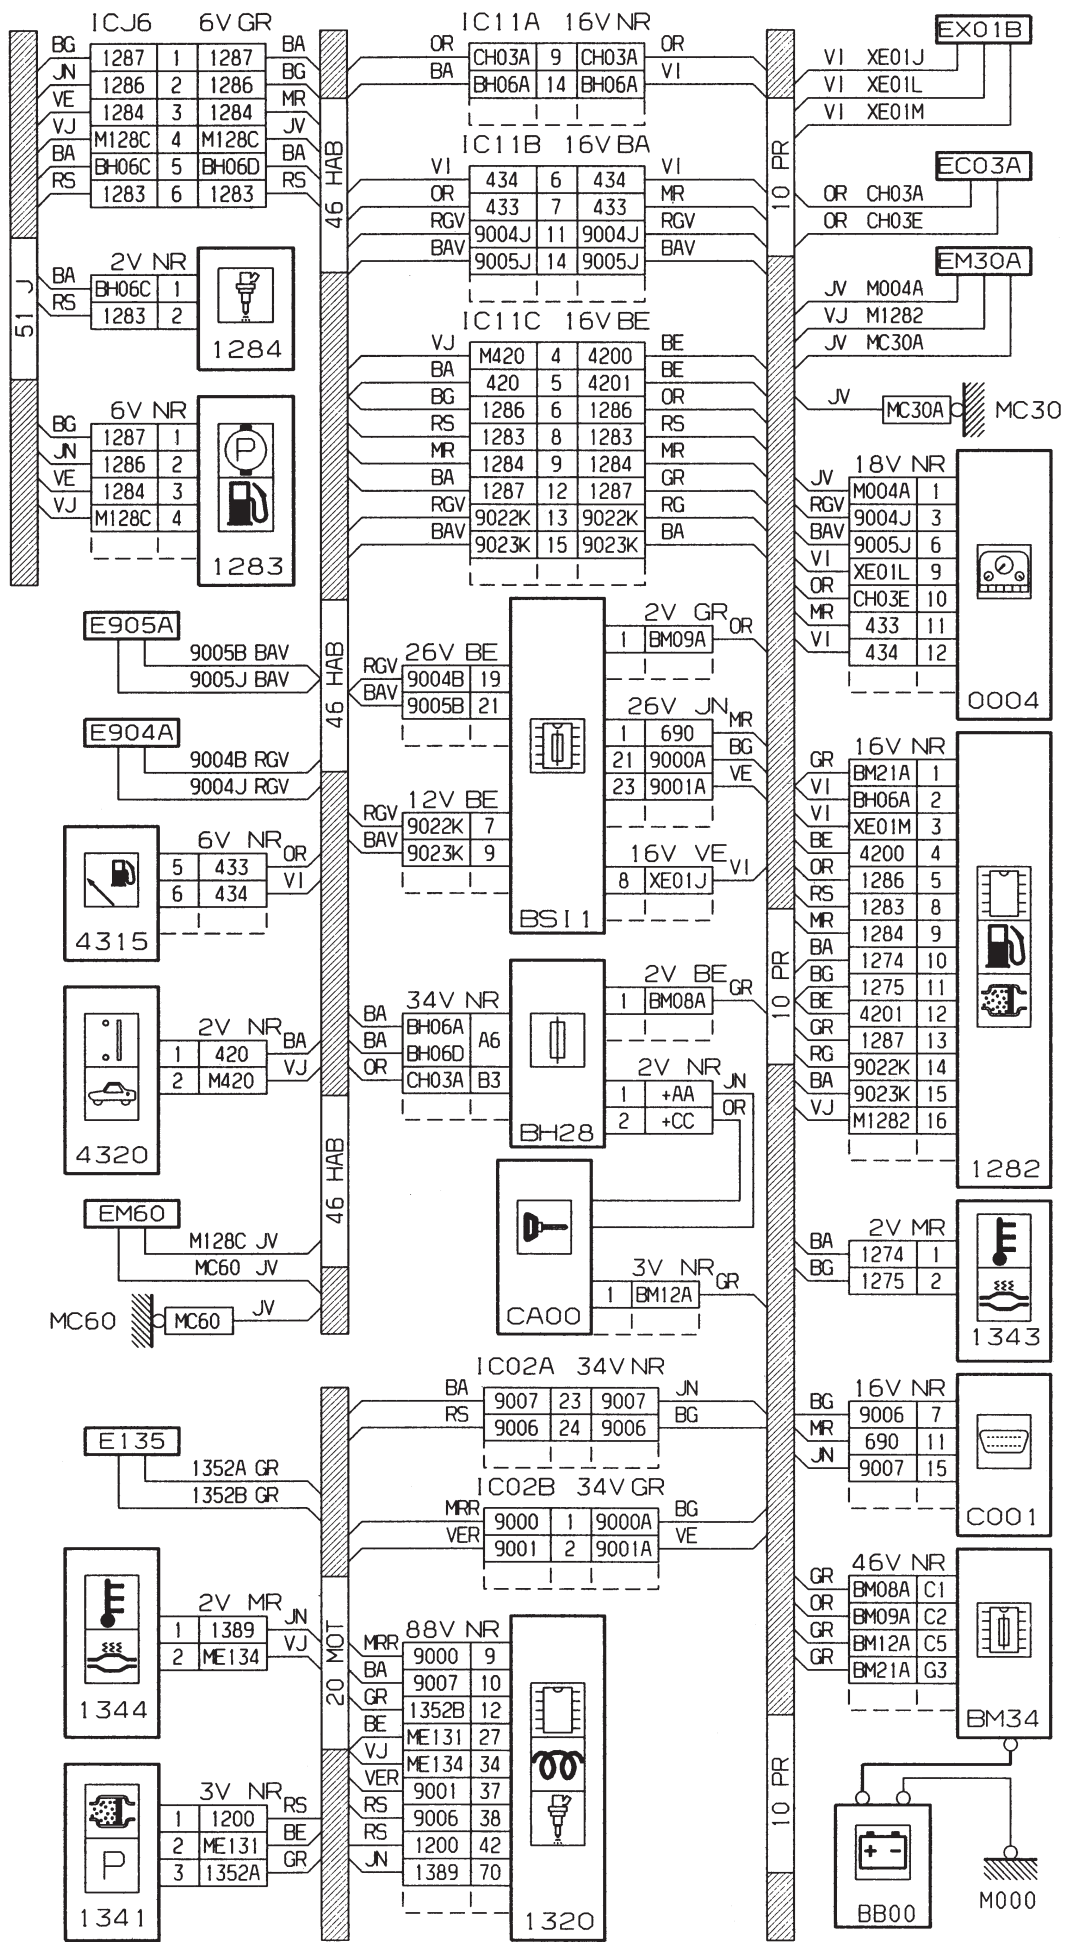 ICJ6 6V GR
BG 1287 1 1287 BA
JN 1286 2 1286 BG
VE 1284 3 1284 MR
VJ M128C 4 M128C JV
BA BH06C 5 BH06D BA
RS 1283 6 1283 RS
51 J
2V NR
BA BH06C 1
RS 1283 2
1284
6V NR
BG 1287 1
JN 1286 2
VE 1284 3
VJ M128C 4
P
1283
46 HAB
E905A
9005B BAV
9005J BAV
E904A
9004B RGV
9004J RGV
46 HAB
6V NR
5 433 OR
6 434 VI
4315
2V NR
1 420 BA
2 M420 VJ
4320
46 HAB
EM60
M128C JV
MC60 JV
MC60 MC60 JV
E135
1352A GR
1352B GR
2V MR
1 1389 JN
2 ME134 VJ
1344
20 MOT
3V NR
1 1200 RS
2 ME131 BE
3 1352A GR
P
1341
IC11A 16V NR
OR CH03A 9 CH03A OR
BA BH06A 14 BH06A VI
IC11B 16V BA
VI 434 6 434 VI
OR 433 7 433 MR
RGV 9004J 11 9004J RGV
BAV 9005J 14 9005J BAV
IC11C 16V BE
VJ M420 4 4200 BE
BA 420 5 4201 BE
BG 1286 6 1286 OR
RS 1283 8 1283 RS
MR 1284 9 1284 MR
BA 1287 12 1287 GR
RGV 9022K 13 9022K RG
BAV 9023K 15 9023K BA
26V BE
RGV 9004B 19
BAV 9005B 21
12V BE
RGV 9022K 7
BAV 9023K 9
2V GR
1 BM09A OR
26V JN
1 690 MR
21 9000A BG
23 9001A VE
16V VE
8 XE01J VI
BSI1
34V NR
BA BH06A A6
BA BH06D
OR CH03A B3
2V BE
1 BM08A GR
2V NR
1 +AA JN
2 +CC OR
BH28
3V NR
1 BM12A GR
CA00
IC02A 34V NR
BA 9007 23 9007 JN
RS 9006 24 9006 BG
IC02B 34V GR
MRR 9000 1 9000A BG
VER 9001 2 9001A VE
88V NR
MRR 9000 9
BA 9007 10
GR 1352B 12
BE ME131 27
VJ ME134 34
VER 9001 37
RS 9006 38
RS 1200 42
JN 1389 70
1320
10 PR
EX01B
VI XE01J
VI XE01L
VI XE01M
EC03A
OR CH03A
OR CH03E
EM30A
JV M004A
VJ M1282
JV MC30A
JV MC30A MC30
18V NR
JV M004A 1
RGV 9004J 3
BAV 9005J 6
VI XE01L 9
OR CH03E 10
MR 433 11
VI 434 12
0004
16V NR
GR BM21A 1
VI BH06A 2
VI XE01M 3
BE 4200 4
OR 1286 5
RS 1283 8
MR 1284 9
BA 1274 10
BG 1275 11
BE 4201 12
GR 1287 13
RG 9022K 14
BA 9023K 15
VJ M1282 16
1282
10 PR
2V MR
BA 1274 1
BG 1275 2
1343
16V NR
BG 9006 7
MR 690 11
JN 9007 15
C001
46V NR
GR BM08A C1
OR BM09A C2
GR BM12A C5
GR BM21A G3
BM34
10 PR
+ -
BB00
M000